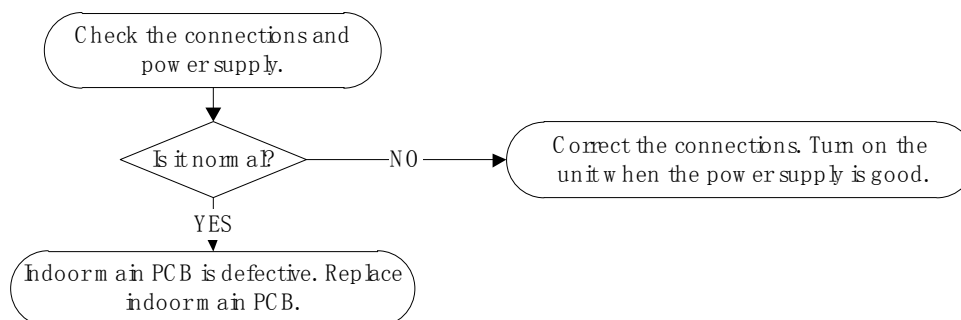 Check the connections and
power supply.
Is it normal?
NO
Correct the connections. Turn on the
unit when the power supply is good.
YES
Indoor main PCB is defective. Replace
indoor main PCB.